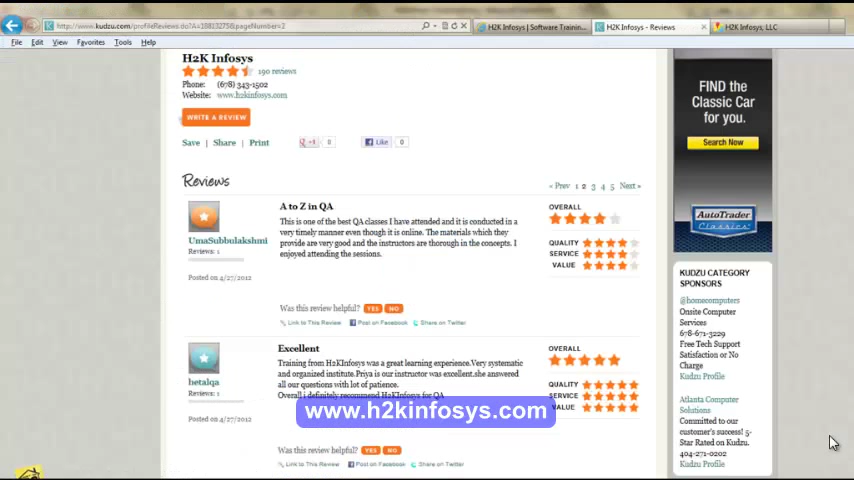 http://www.kudzu.com/profileReviews.do?A=18813275&pageNumber=2
H2K Infosys | Software Trainin...
H2K Infosys - Reviews
H2K Infosys, LLC
File Edit View Favorites Tools Help
H2K Infosys
190 reviews
Phone: (678) 343-1502
Website: www.h2kinfosys.com
WRITE A REVIEW
Save | Share | Print
+1 0
Like 0
Reviews
« Prev 1 2 3 4 5 Next »
A to Z in QA
This is one of the best QA classes I have attended and it is conducted in a
very timely manner even though it is online. The materials which they
provide are very good and the instructors are thorough in the concepts. I
enjoyed attending the sessions.
UmaSubbulakshmi
Reviews: 1
Posted on 4/27/2012
OVERALL
QUALITY
SERVICE
VALUE
Was this review helpful? YES NO
Link to This Review Post on Facebook Share on Twitter
Excellent
Training from H2KInfosys was a great learning experience.Very systematic
and organized institute.Priya is our instructor was excellent.she answered
all our questions with lot of patience.
Overall i definitely recommend H2KInfosys for QA
hetalqa
Reviews: 1
Posted on 4/27/2012
OVERALL
QUALITY
SERVICE
VALUE
www.h2kinfosys.com
Was this review helpful? YES NO
Link to This Review Post on Facebook Share on Twitter
FIND the
Classic Car
for you.
Search Now
AutoTrader
Classics
KUDZU CATEGORY
SPONSORS
@homecomputers
Onsite Computer
Services
678-671-3229
Free Tech Support
Satisfaction or No
Charge
Kudzu Profile
Atlanta Computer
Solutions
Committed to our
customer's success! 5-
Star Rated on Kudzu.
404-271-0202
Kudzu Profile